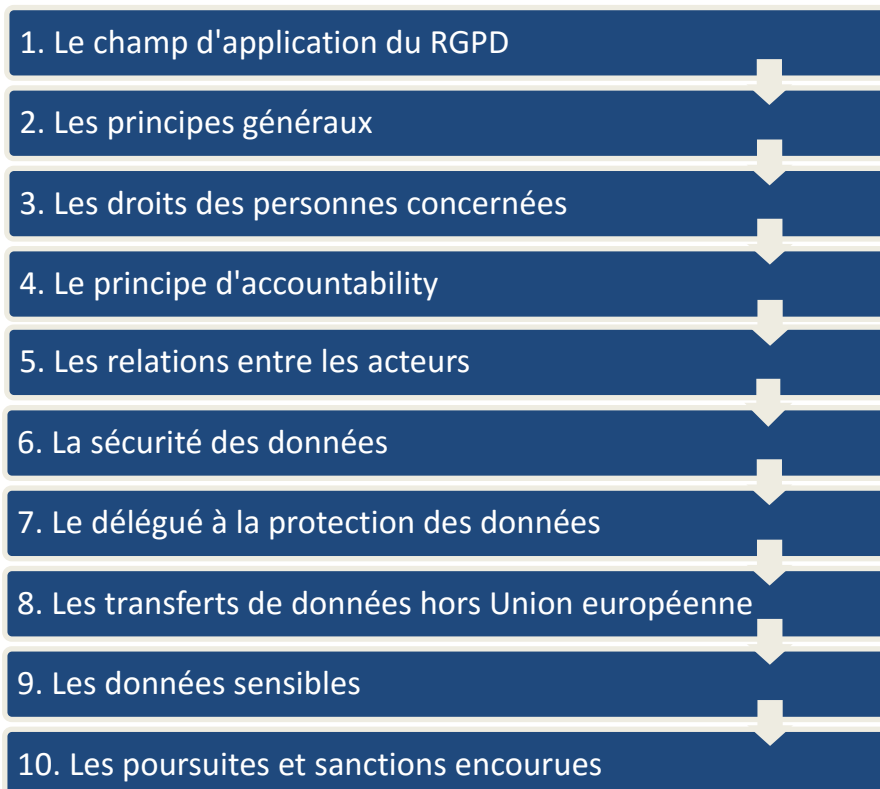 1. Le champ d'application du RGPD
2. Les principes généraux
3. Les droits des personnes concernées
4. Le principe d'accountability
5. Les relations entre les acteurs
6. La sécurité des données
7. Le délégué à la protection des données
8. Les transferts de données hors Union européenne
9. Les données sensibles
10. Les poursuites et sanctions encourues